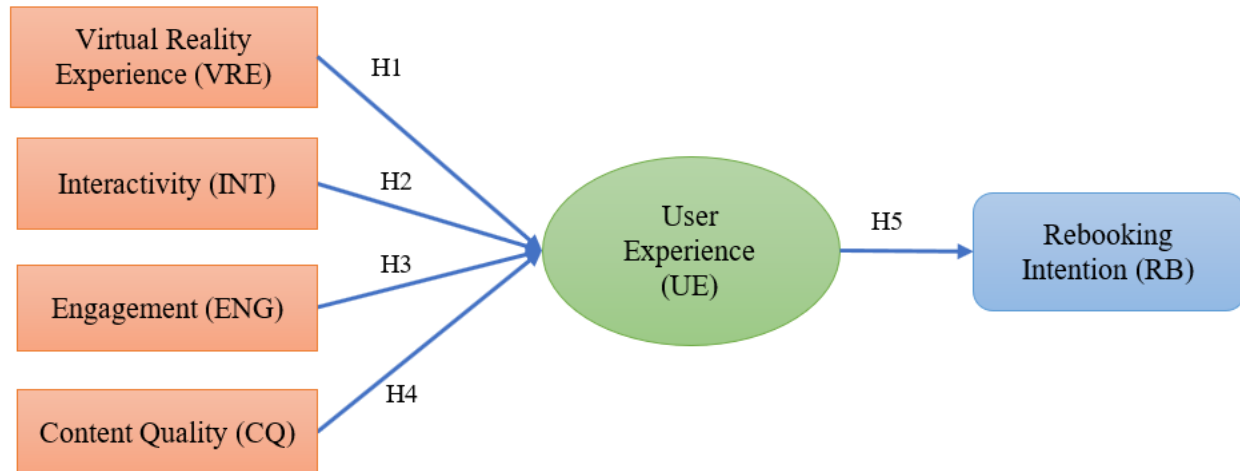 Virtual Reality
Experience (VRE)
H1
Interactivity (INT)
H2
User
Experience
(UE)
H5
Rebooking
Intention (RB)
H3
Engagement (ENG)
H4
Content Quality (CQ)